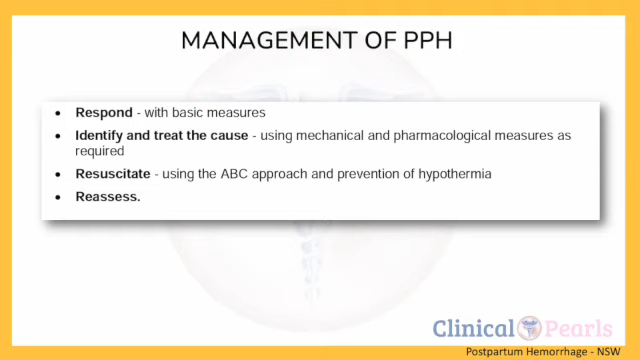 MANAGEMENT OF PPH
• Respond - with basic measures
• Identify and treat the cause - using mechanical and pharmacological measures as
required
• Resuscitate - using the ABC approach and prevention of hypothermia
• Reassess.
Clinical Pearls
Postpartum Hemorrhage - NSW